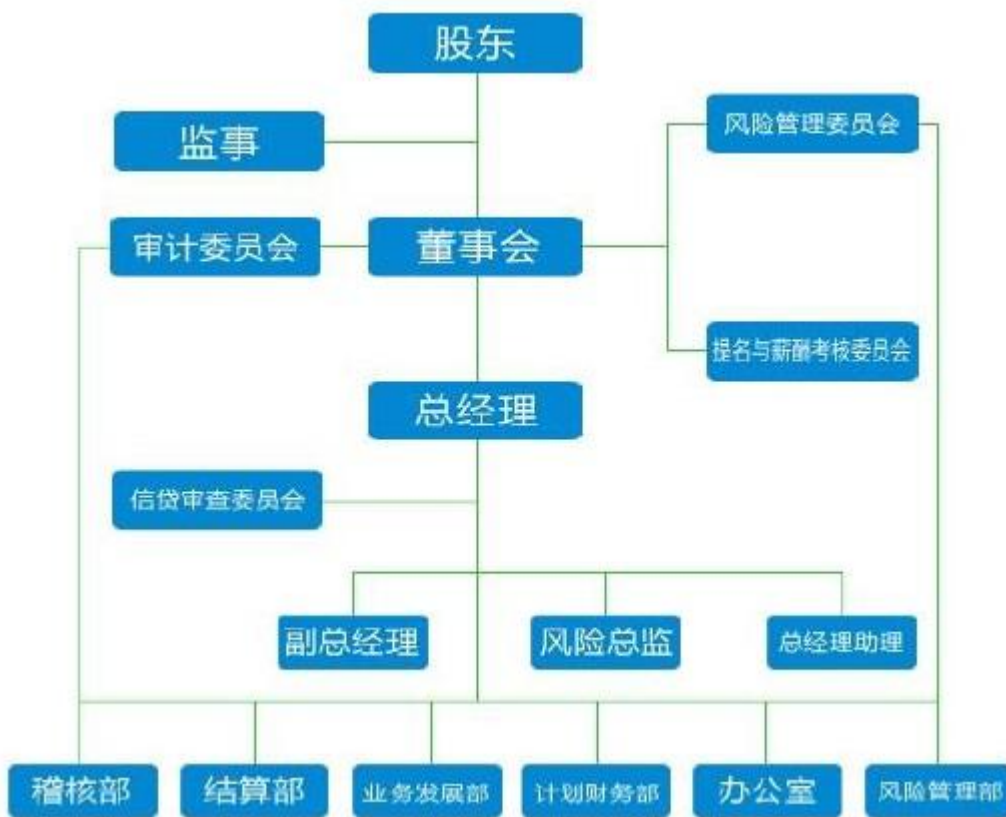 股东
监事
风险管理委员会
审计委员会
董事会
提名与薪酬考核委员会
总经理
信贷审查委员会
副总经理
风险总监
总经理助理
稽核部
结算部
业务发展部
计划财务部
办公室
风险管理部